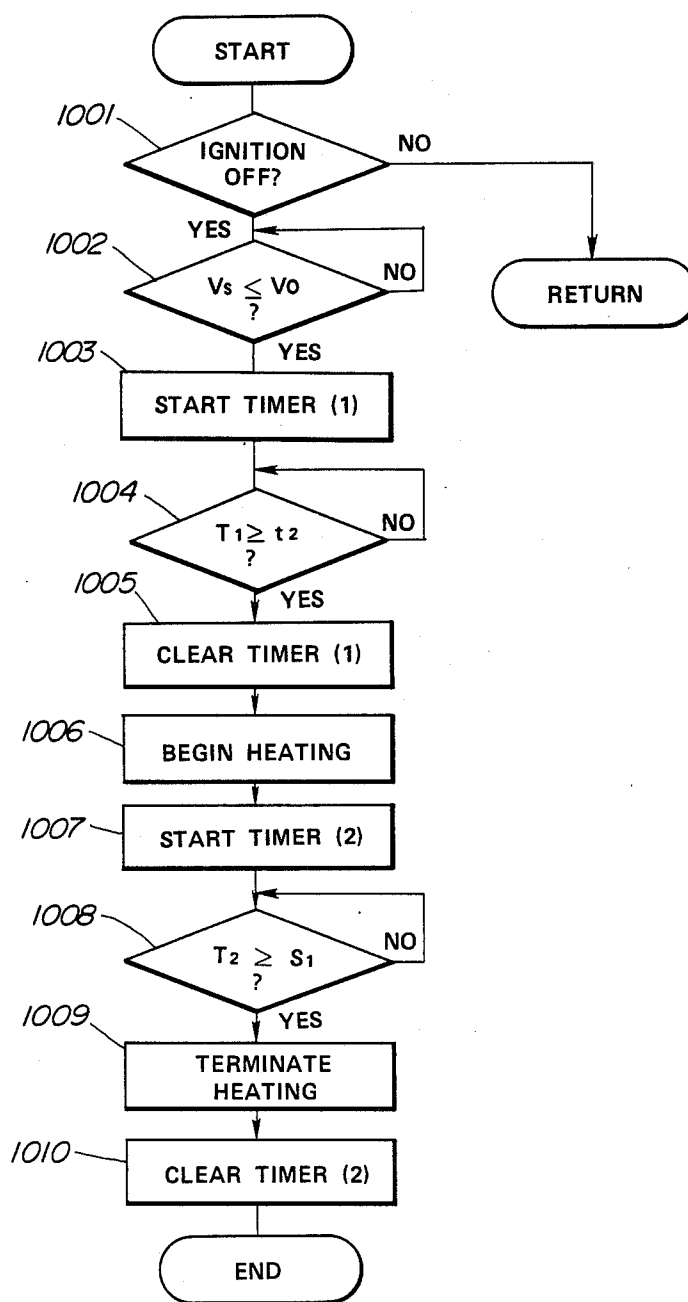 START
1001
IGNITION
OFF?
NO
YES
1002
Vs ≤ Vo
?
NO
RETURN
YES
1003
START TIMER (1)
1004
T1 ≥ t2
?
NO
YES
1005
CLEAR TIMER (1)
1006
BEGIN HEATING
1007
START TIMER (2)
1008
T2 ≥ S1
?
NO
YES
1009
TERMINATE
HEATING
1010
CLEAR TIMER (2)
END